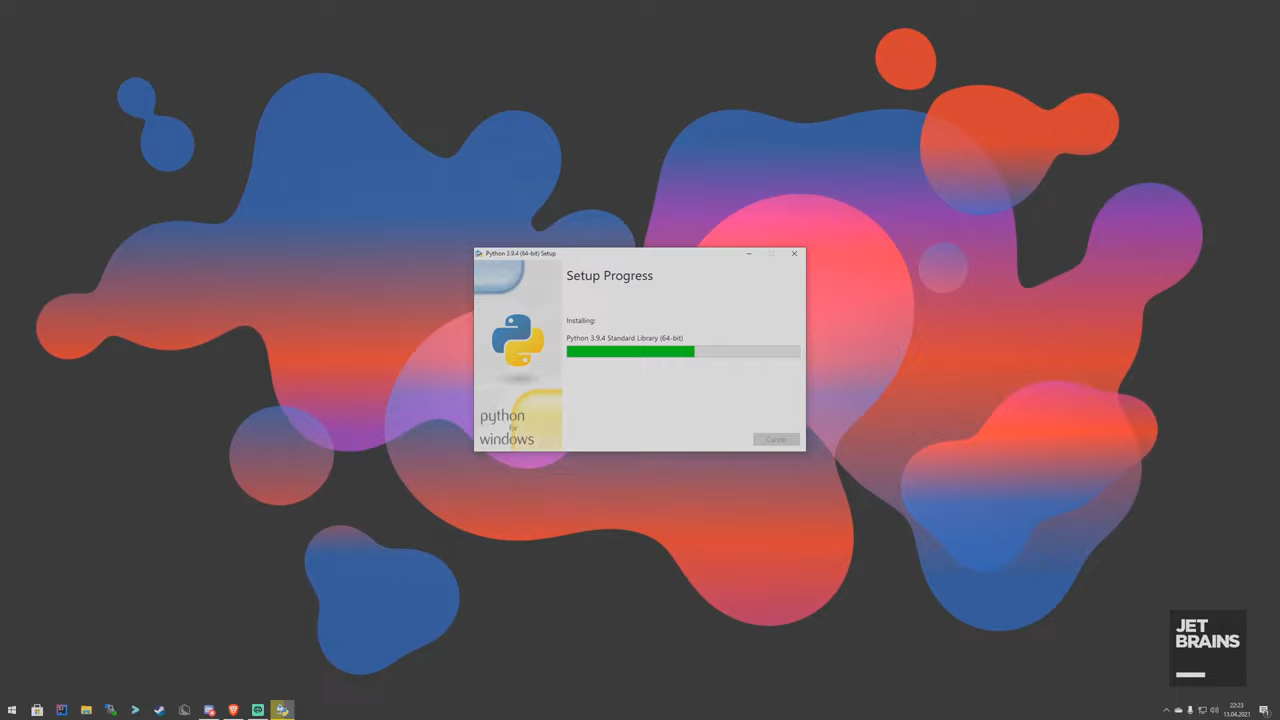 Python 3.9.4 (64-bit) Setup
Setup Progress
Installing:
Python 3.9.4 Standard Library (64-bit)
python
for
windows
Cancel
JET
BRAINS
22:23
13.04.2021